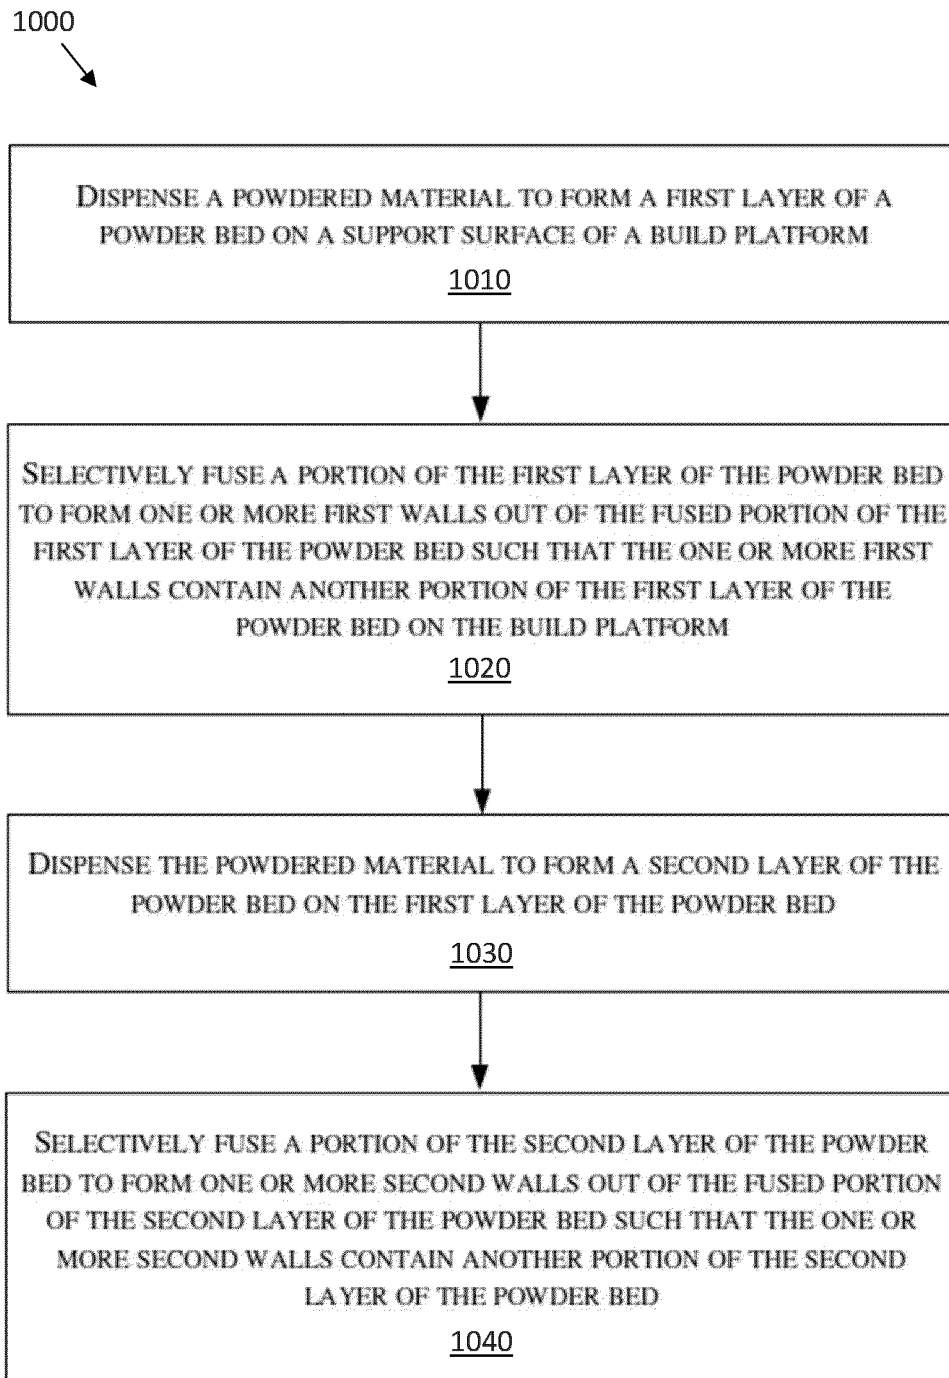 1000
DISPENSE A POWDERED MATERIAL TO FORM A FIRST LAYER OF A
POWDER BED ON A SUPPORT SURFACE OF A BUILD PLATFORM
1010
SELECTIVELY FUSE A PORTION OF THE FIRST LAYER OF THE POWDER BED
TO FORM ONE OR MORE FIRST WALLS OUT OF THE FUSED PORTION OF THE
FIRST LAYER OF THE POWDER BED SUCH THAT THE ONE OR MORE FIRST
WALLS CONTAIN ANOTHER PORTION OF THE FIRST LAYER OF THE
POWDER BED ON THE BUILD PLATFORM
1020
DISPENSE THE POWDERED MATERIAL TO FORM A SECOND LAYER OF THE
POWDER BED ON THE FIRST LAYER OF THE POWDER BED
1030
SELECTIVELY FUSE A PORTION OF THE SECOND LAYER OF THE POWDER
BED TO FORM ONE OR MORE SECOND WALLS OUT OF THE FUSED PORTION
OF THE SECOND LAYER OF THE POWDER BED SUCH THAT THE ONE OR
MORE SECOND WALLS CONTAIN ANOTHER PORTION OF THE SECOND
LAYER OF THE POWDER BED
1040